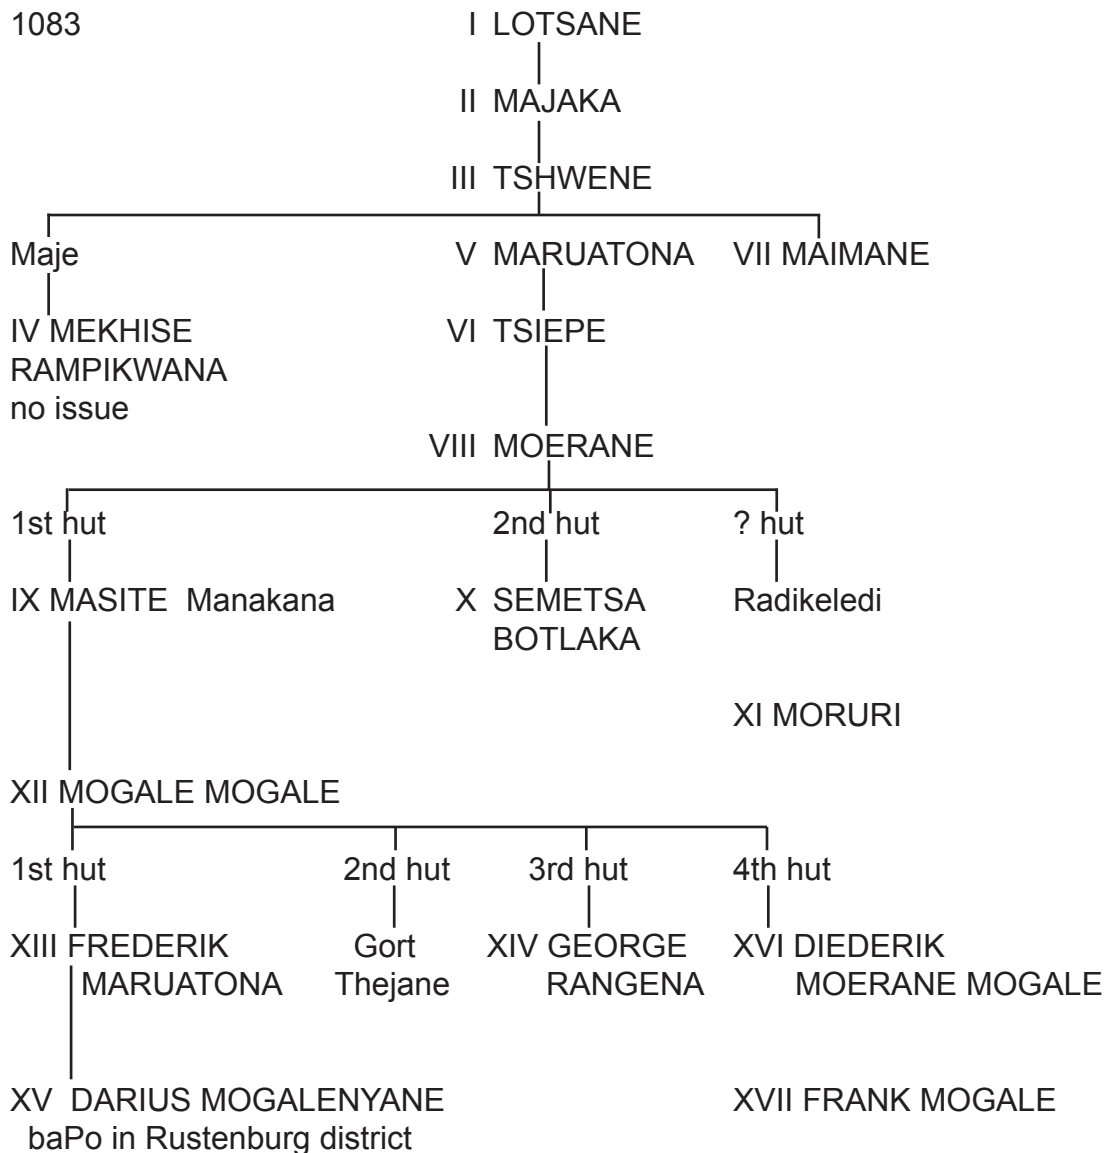 1083 I LOTSANE
II MAJAKA
III TSHWENE
Maje V MARUATONA VII MAIMANE
IV MEKHISE VI TSIEPE
RAMPIKWANA
no issue
VIII MOERANE
1st hut 2nd hut ? hut
IX MASITE Manakana X SEMETSA Radikeledi
BOTLAKA
XI MORURI
XII MOGALE MOGALE
1st hut 2nd hut 3rd hut 4th hut
XIII FREDERIK Gort XIV GEORGE XVI DIEDERIK
MARUATONA Thejane RANGENA MOERANE MOGALE
XV DARIUS MOGALENYANE XVII FRANK MOGALE
baPo in Rustenburg district